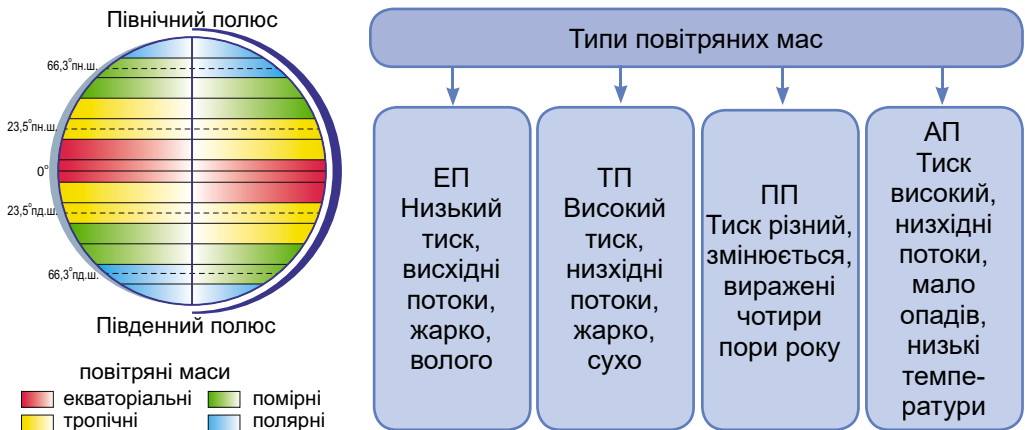 Північний полюс
66,3°пн.ш.
23,5°пн.ш.
0°
23,5°пд.ш.
66,3°пд.ш.
Південний полюс
повітряні маси
екваторіальні
помірні
тропічні
полярні
Типи повітряних мас
ЕП
Низький
тиск,
висхідні
потоки,
жарко,
волого
ТП
Високий
тиск,
низхідні
потоки,
жарко,
сухо
ПП
Тиск різний,
змінюється,
виражені
чотири
пори року
АП
Тиск
високий,
низхідні
потоки,
мало
опадів,
низькі
темпе-
ратури